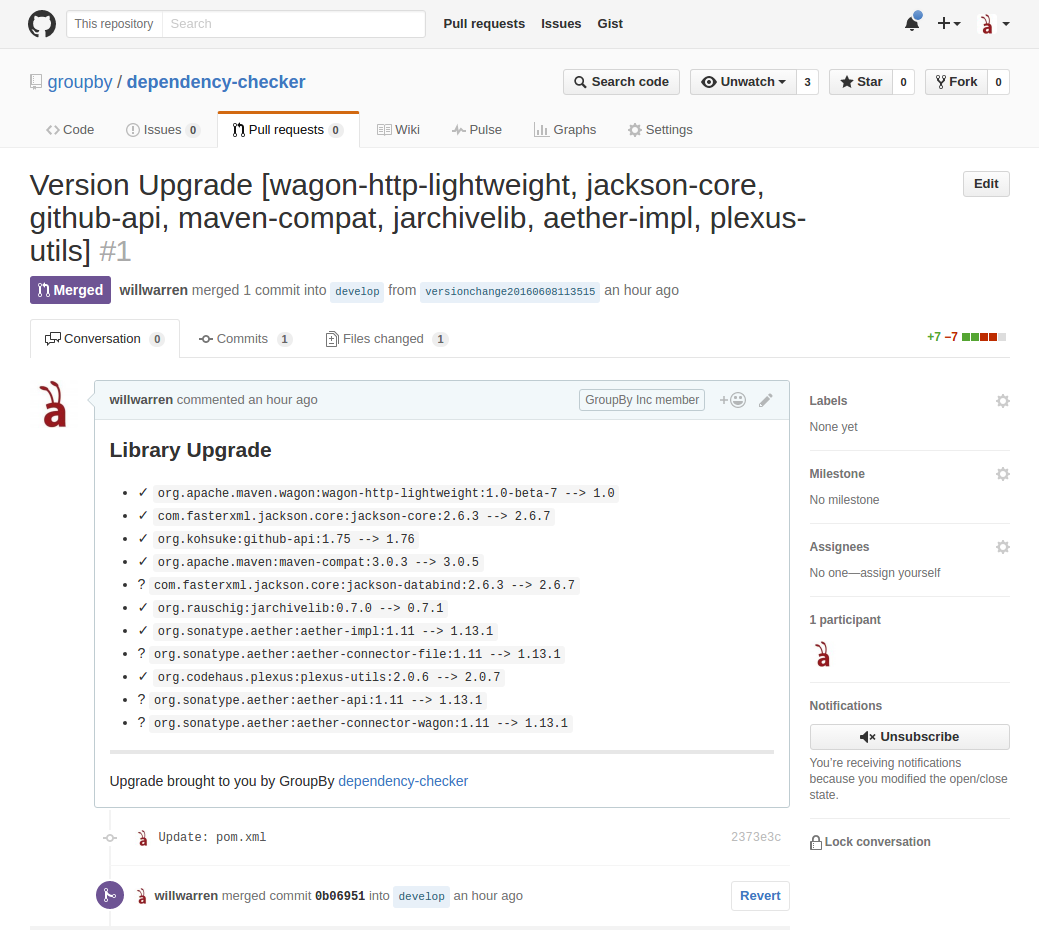 This repository Search Pull requests Issues Gist
groupby / dependency-checker Search code Unwatch 3 Star 0 Fork 0
Code Issues 0 Pull requests 0 Wiki Pulse Graphs Settings
Version Upgrade [wagon-http-lightweight, jackson-core,
github-api, maven-compat, jarchivelib, aether-impl, plexus-
utils] #1
Edit
Merged willwarren merged 1 commit into develop from versionchange20160608113515 an hour ago
Conversation 0 Commits 1 Files changed 1 +7 −7
willwarren commented an hour ago GroupBy Inc member
Library Upgrade
• ✓ org.apache.maven.wagon:wagon-http-lightweight:1.0-beta-7 --> 1.0
• ✓ com.fasterxml.jackson.core:jackson-core:2.6.3 --> 2.6.7
• ✓ org.kohsuke:github-api:1.75 --> 1.76
• ✓ org.apache.maven:maven-compat:3.0.3 --> 3.0.5
• ? com.fasterxml.jackson.core:jackson-databind:2.6.3 --> 2.6.7
• ✓ org.rauschig:jarchivelib:0.7.0 --> 0.7.1
• ✓ org.sonatype.aether:aether-impl:1.11 --> 1.13.1
• ? org.sonatype.aether:aether-connector-file:1.11 --> 1.13.1
• ✓ org.codehaus.plexus:plexus-utils:2.0.6 --> 2.0.7
• ? org.sonatype.aether:aether-api:1.11 --> 1.13.1
• ? org.sonatype.aether:aether-connector-wagon:1.11 --> 1.13.1
Upgrade brought to you by GroupBy dependency-checker
Update: pom.xml 2373e3c
willwarren merged commit 0b06951 into develop an hour ago Revert
Labels
None yet
Milestone
No milestone
Assignees
No one—assign yourself
1 participant
Notifications
Unsubscribe
You're receiving notifications
because you modified the open/close
state.
Lock conversation